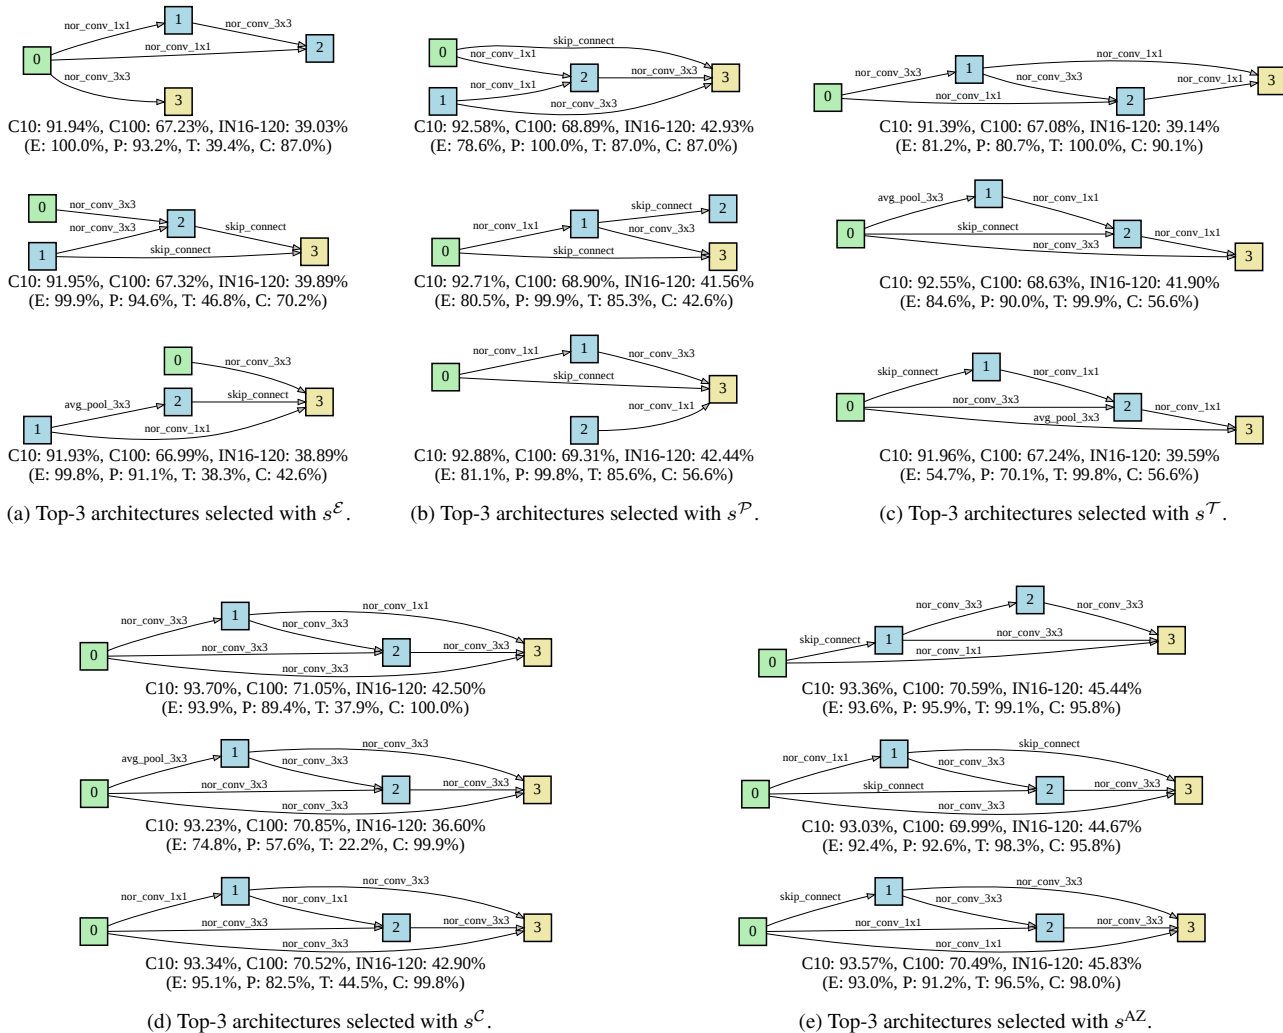 nor_conv_1x1
1
nor_conv_3x3
0
nor_conv_1x1
2
nor_conv_3x3
3
C10: 91.94%, C100: 67.23%, IN16-120: 39.03%
(E: 100.0%, P: 93.2%, T: 39.4%, C: 87.0%)
0
nor_conv_3x3
2
nor_conv_3x3
skip_connect
1
skip_connect
3
C10: 91.95%, C100: 67.32%, IN16-120: 39.89%
(E: 99.9%, P: 94.6%, T: 46.8%, C: 70.2%)
0
nor_conv_3x3
avg_pool_3x3
2
skip_connect
3
1
nor_conv_1x1
C10: 91.93%, C100: 66.99%, IN16-120: 38.89%
(E: 99.8%, P: 91.1%, T: 38.3%, C: 42.6%)
(a) Top-3 architectures selected with s^ℰ.
0
skip_connect
nor_conv_1x1
2
nor_conv_3x3
3
nor_conv_1x1
1
nor_conv_3x3
C10: 92.58%, C100: 68.89%, IN16-120: 42.93%
(E: 78.6%, P: 100.0%, T: 87.0%, C: 87.0%)
skip_connect
2
nor_conv_1x1
1
nor_conv_3x3
0
skip_connect
3
C10: 92.71%, C100: 68.90%, IN16-120: 41.56%
(E: 80.5%, P: 99.9%, T: 85.3%, C: 42.6%)
nor_conv_1x1
1
nor_conv_3x3
0
skip_connect
3
nor_conv_1x1
2
C10: 92.88%, C100: 69.31%, IN16-120: 42.44%
(E: 81.1%, P: 99.8%, T: 85.6%, C: 56.6%)
(b) Top-3 architectures selected with s^𝒫.
nor_conv_3x3
1
nor_conv_1x1
nor_conv_3x3
0
nor_conv_1x1
2
nor_conv_1x1
3
C10: 91.39%, C100: 67.08%, IN16-120: 39.14%
(E: 81.2%, P: 80.7%, T: 100.0%, C: 90.1%)
avg_pool_3x3
1
nor_conv_1x1
0
skip_connect
2
nor_conv_3x3
nor_conv_1x1
3
C10: 92.55%, C100: 68.63%, IN16-120: 41.90%
(E: 84.6%, P: 90.0%, T: 99.9%, C: 56.6%)
skip_connect
1
nor_conv_1x1
0
nor_conv_3x3
2
avg_pool_3x3
nor_conv_1x1
3
C10: 91.96%, C100: 67.24%, IN16-120: 39.59%
(E: 54.7%, P: 70.1%, T: 99.8%, C: 56.6%)
(c) Top-3 architectures selected with s^𝒯.
nor_conv_3x3
1
nor_conv_1x1
nor_conv_3x3
0
nor_conv_3x3
2
nor_conv_3x3
3
nor_conv_3x3
C10: 93.70%, C100: 71.05%, IN16-120: 42.50%
(E: 93.9%, P: 89.4%, T: 37.9%, C: 100.0%)
avg_pool_3x3
1
nor_conv_3x3
nor_conv_3x3
0
nor_conv_3x3
2
nor_conv_3x3
3
nor_conv_3x3
C10: 93.23%, C100: 70.85%, IN16-120: 36.60%
(E: 74.8%, P: 57.6%, T: 22.2%, C: 99.9%)
nor_conv_1x1
1
nor_conv_3x3
nor_conv_1x1
0
nor_conv_3x3
2
nor_conv_3x3
3
nor_conv_3x3
C10: 93.34%, C100: 70.52%, IN16-120: 42.90%
(E: 95.1%, P: 82.5%, T: 44.5%, C: 99.8%)
(d) Top-3 architectures selected with s^𝒞.
2
nor_conv_3x3
nor_conv_3x3
skip_connect
1
nor_conv_3x3
3
0
nor_conv_1x1
C10: 93.36%, C100: 70.59%, IN16-120: 45.44%
(E: 93.6%, P: 95.9%, T: 99.1%, C: 95.8%)
nor_conv_1x1
1
skip_connect
nor_conv_3x3
0
skip_connect
2
nor_conv_3x3
3
nor_conv_3x3
C10: 93.03%, C100: 69.99%, IN16-120: 44.67%
(E: 92.4%, P: 92.6%, T: 98.3%, C: 95.8%)
skip_connect
1
nor_conv_3x3
nor_conv_3x3
0
nor_conv_1x1
2
nor_conv_3x3
3
nor_conv_1x1
C10: 93.57%, C100: 70.49%, IN16-120: 45.83%
(E: 93.0%, P: 91.2%, T: 96.5%, C: 98.0%)
(e) Top-3 architectures selected with s^AZ.